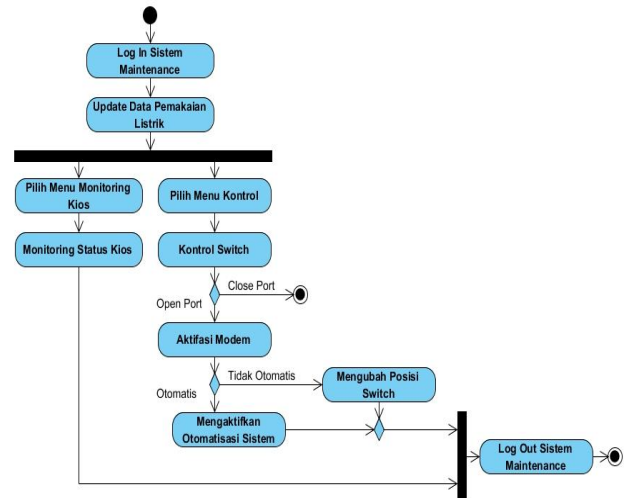 Log In Sistem
Maintenance
Update Data Pemakaian
Listrik
Pilih Menu Monitoring
Kios
Pilih Menu Kontrol
Monitoring Status Kios
Kontrol Switch
Close Port
Open Port
Aktifasi Modem
Tidak Otomatis
Mengubah Posisi
Switch
Otomatis
Mengaktifkan
Otomatisasi Sistem
Log Out Sistem
Maintenance